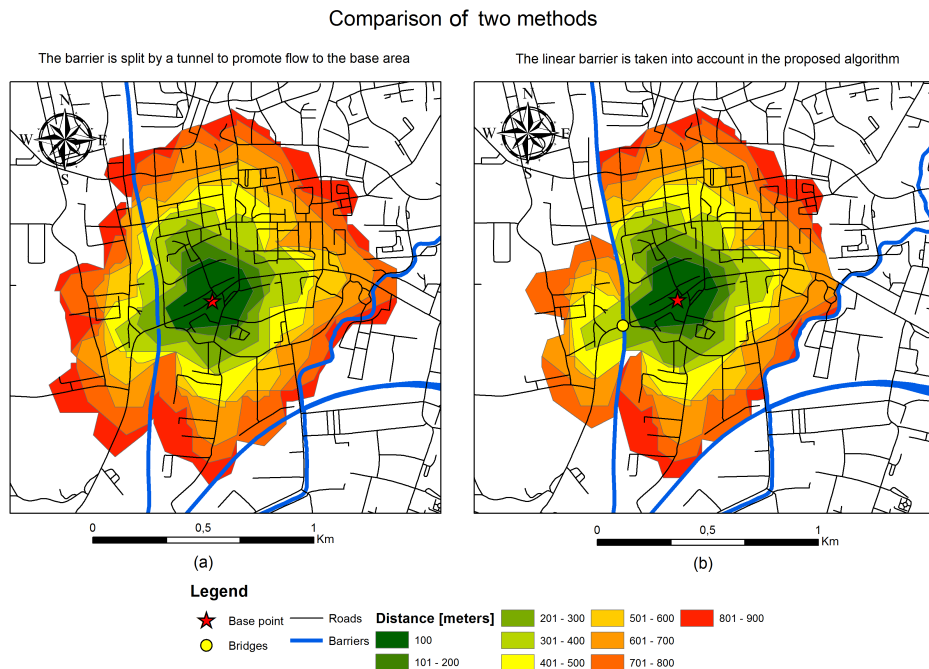 Comparison of two methods
The barrier is split by a tunnel to promote flow to the base area
The linear barrier is taken into account in the proposed algorithm
N
W E
S
N
W E
S
0 0,5 1
Km
(a)
0 0,5 1
Km
(b)
Legend
Base point
Roads
Bridges
Barriers
Distance [meters]
100
101 - 200
201 - 300
301 - 400
401 - 500
501 - 600
601 - 700
701 - 800
801 - 900